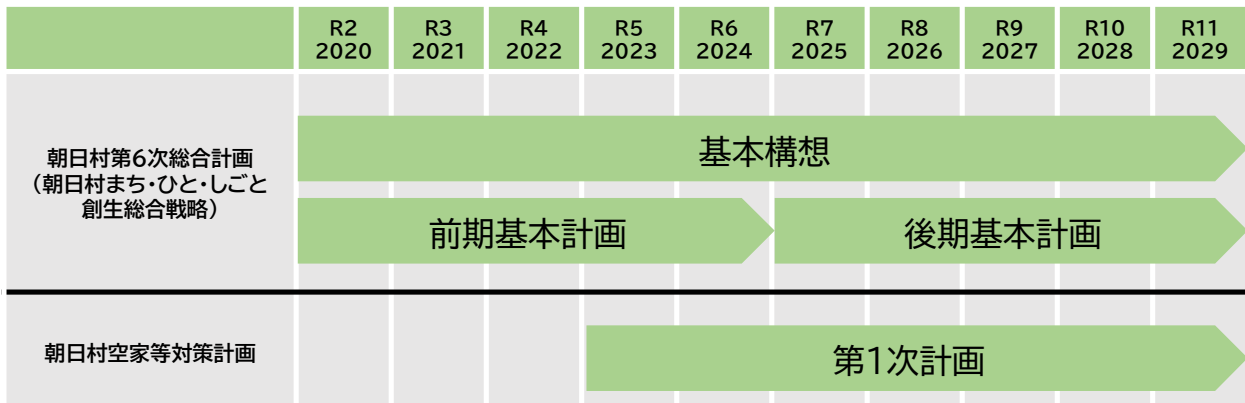 R2 R3 R4 R5 R6 R7 R8 R9 R10 R11
2020 2021 2022 2023 2024 2025 2026 2027 2028 2029
朝日村第6次総合計画
（朝日村まち・ひと・しごと
創生総合戦略）
基本構想
前期基本計画 後期基本計画
朝日村空家等対策計画
第1次計画